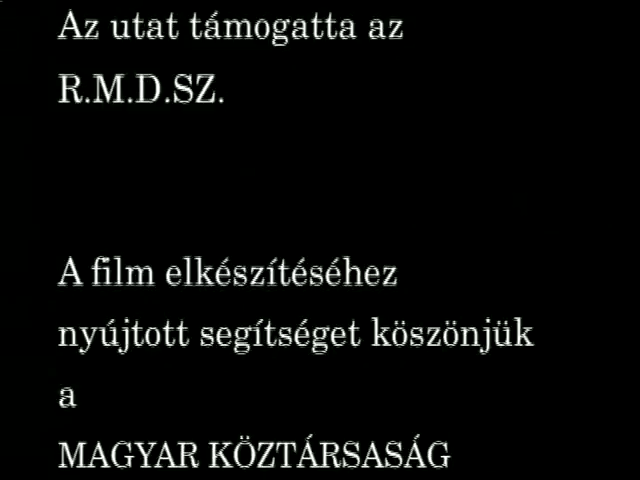 Az utat támogatta az
R.M.D.SZ.
A film elkészítéséhez
nyújtott segítséget köszönjük
a
MAGYAR KÖZTÁRSASÁG